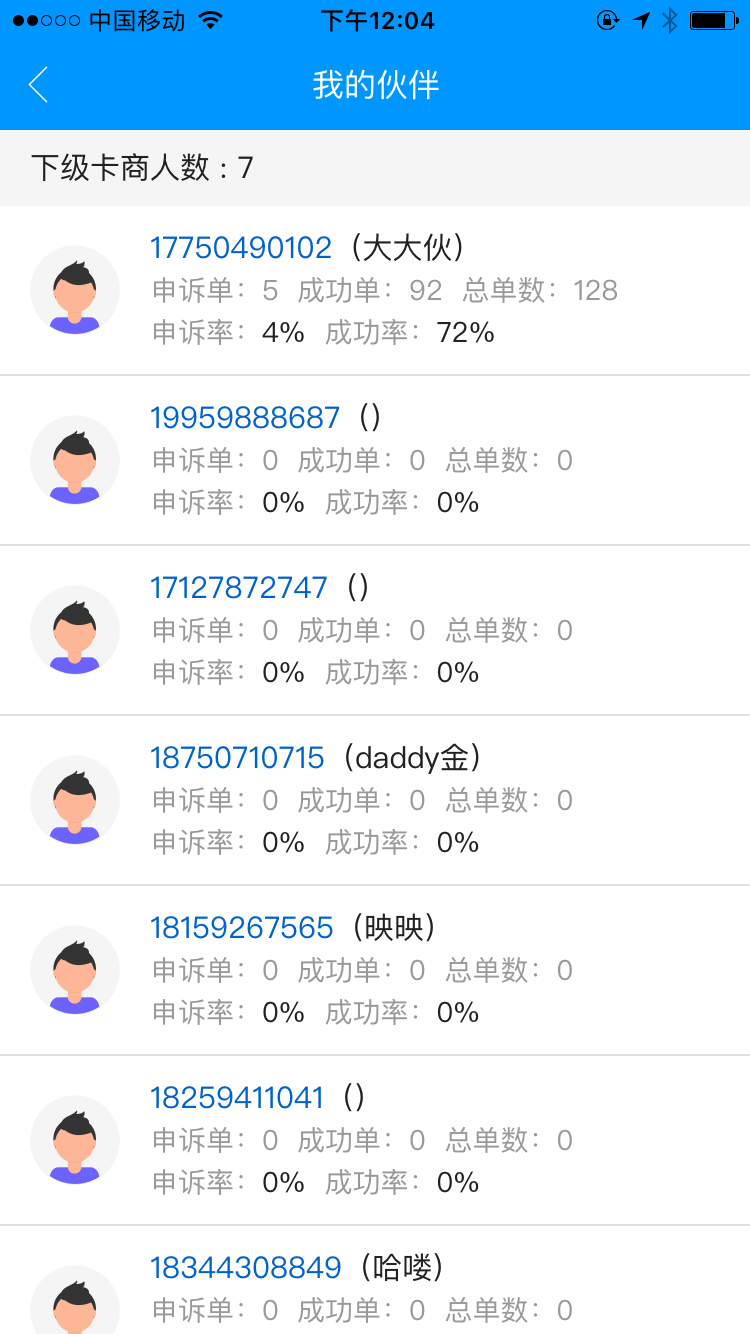 中国移动 下午12:04
我的伙伴
下级卡商人数：7
17750490102（大大伙）
申诉单：5 成功单：92 总单数：128
申诉率：4% 成功率：72%
19959888687（）
申诉单：0 成功单：0 总单数：0
申诉率：0% 成功率：0%
17127872747（）
申诉单：0 成功单：0 总单数：0
申诉率：0% 成功率：0%
18750710715（daddy金）
申诉单：0 成功单：0 总单数：0
申诉率：0% 成功率：0%
18159267565（映映）
申诉单：0 成功单：0 总单数：0
申诉率：0% 成功率：0%
18259411041（）
申诉单：0 成功单：0 总单数：0
申诉率：0% 成功率：0%
18344308849（哈喽）
申诉单：0 成功单：0 总单数：0